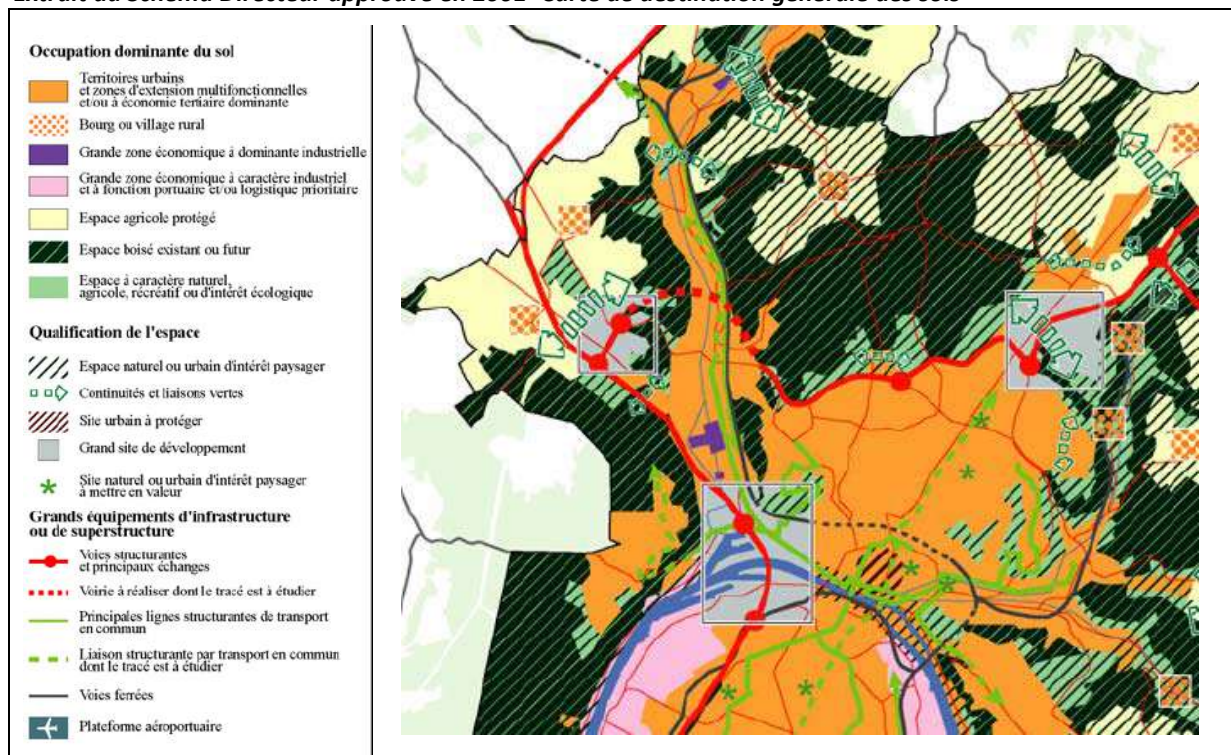 Extrait du Schéma Directeur approuvé en 2001- Carte de destination générale des sols
Occupation dominante du sol
Territoires urbains
et zones d'extension multifonctionnelles
et/ou à économie tertiaire dominante
Bourg ou village rural
Grande zone économique à dominante industrielle
Grande zone économique à caractère industriel
et à fonction portuaire et/ou logistique prioritaire
Espace agricole protégé
Espace boisé existant ou futur
Espace à caractère naturel,
agricole, récréatif ou d'intérêt écologique
Qualification de l'espace
Espace naturel ou urbain d'intérêt paysager
Continuités et liaisons vertes
Site urbain à protéger
Grand site de développement
Site naturel ou urbain d'intérêt paysager
à mettre en valeur
Grands équipements d'infrastructure
ou de superstructure
Voies structurantes
et principaux échanges
Voirie à réaliser dont le tracé est à étudier
Principales lignes structurantes de transport
en commun
Liaison structurante par transport en commun
dont le tracé est à étudier
Voies ferrées
Plateforme aéroportuaire